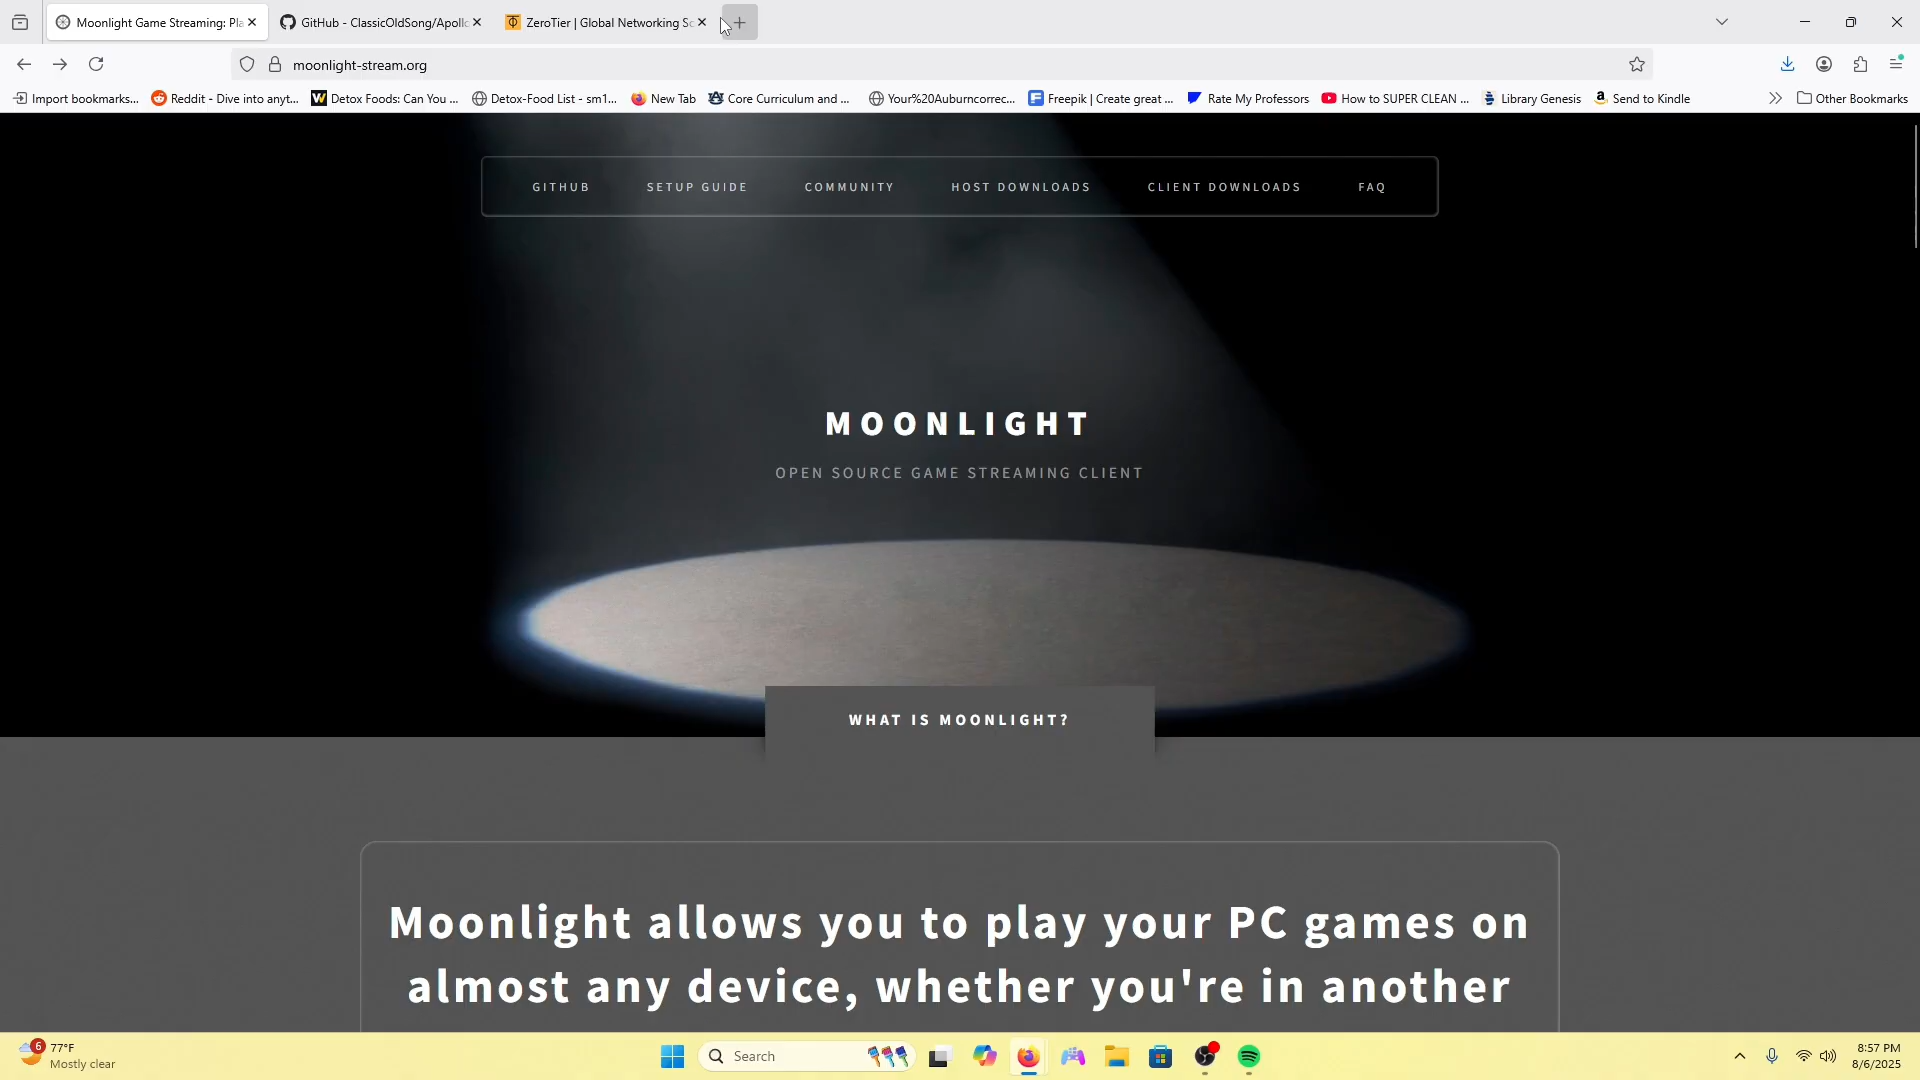 Moonlight Game Streaming: Pla
GitHub - ClassicOldSong/Apollo
ZeroTier | Global Networking So
moonlight-stream.org
Import bookmarks...
Reddit - Dive into anyt...
Detox Foods: Can You ...
Detox-Food List - sm1...
New Tab
Core Curriculum and ...
Your%20Auburncorrec...
Freepik | Create great ...
Rate My Professors
How to SUPER CLEAN ...
Library Genesis
Send to Kindle
Other Bookmarks
GITHUB
SETUP GUIDE
COMMUNITY
HOST DOWNLOADS
CLIENT DOWNLOADS
FAQ
MOONLIGHT
OPEN SOURCE GAME STREAMING CLIENT
WHAT IS MOONLIGHT?
Moonlight allows you to play your PC games on
almost any device, whether you're in another
6
77°F
Mostly clear
Search
8:57 PM
8/6/2025